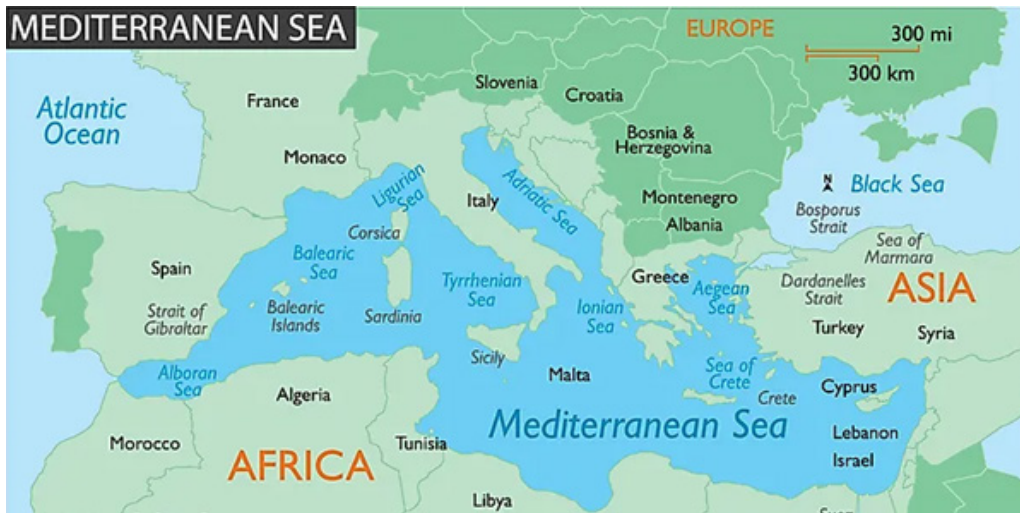 MEDITERRANEAN SEA
EUROPE
300 mi
300 km
Atlantic
Ocean
France
Monaco
Slovenia
Croatia
Bosnia &
Herzegovina
Montenegro
Albania
N
Black Sea
Bosporus
Strait
Sea of
Marmara
Ligurian
Sea
Adriatic Sea
Italy
Corsica
Balearic
Sea
Spain
Tyrrhenian
Sea
Ionian
Sea
Greece
Aegean
Sea
Dardanelles
Strait
ASIA
Strait of
Gibraltar
Balearic
Islands
Sardinia
Turkey
Syria
Sicily
Malta
Sea of
Crete
Crete
Cyprus
Alboran
Sea
Algeria
Mediterranean Sea
Lebanon
Israel
Morocco
AFRICA
Tunisia
Libya